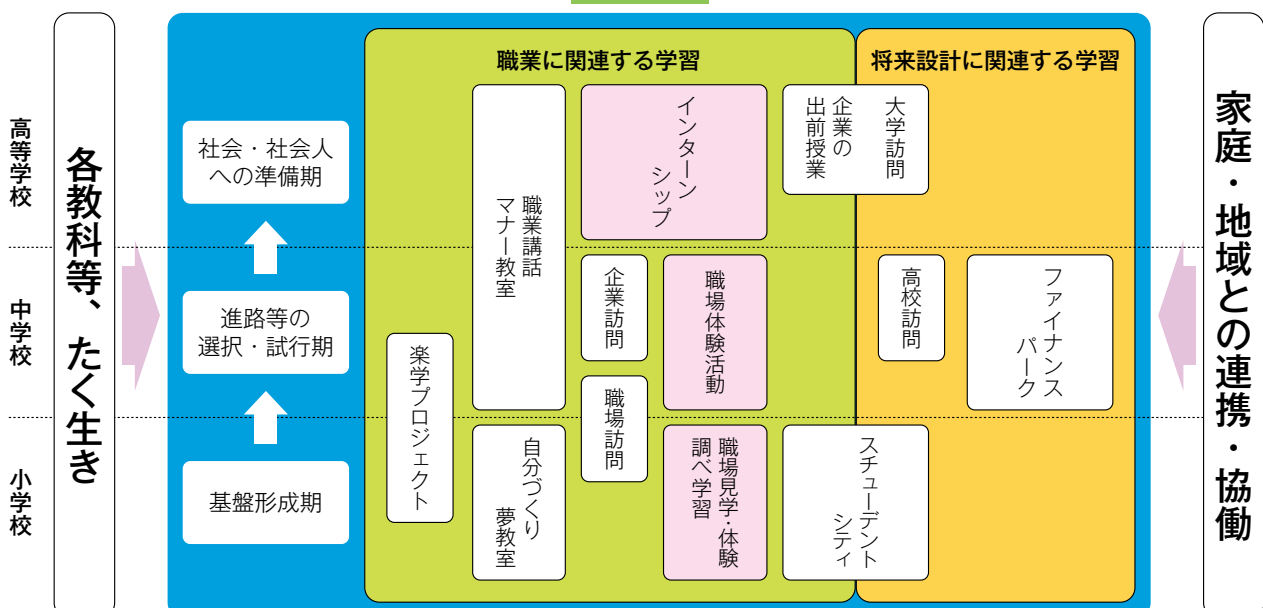 職業に関連する学習
将来設計に関連する学習
高等学校
中学校
小学校
各教科等、たく生き
社会・社会人
への準備期
進路等の
選択・試行期
基盤形成期
楽学プロジェクト
職業講話
マナー教室
自分づくり
夢教室
インターン
シップ
企業訪問
職場訪問
職場体験活動
職場見学・体験
調べ学習
大学訪問
企業の
出前授業
スチューデント
シティ
高校訪問
ファイナンス
パーク
家庭・地域との連携・協働